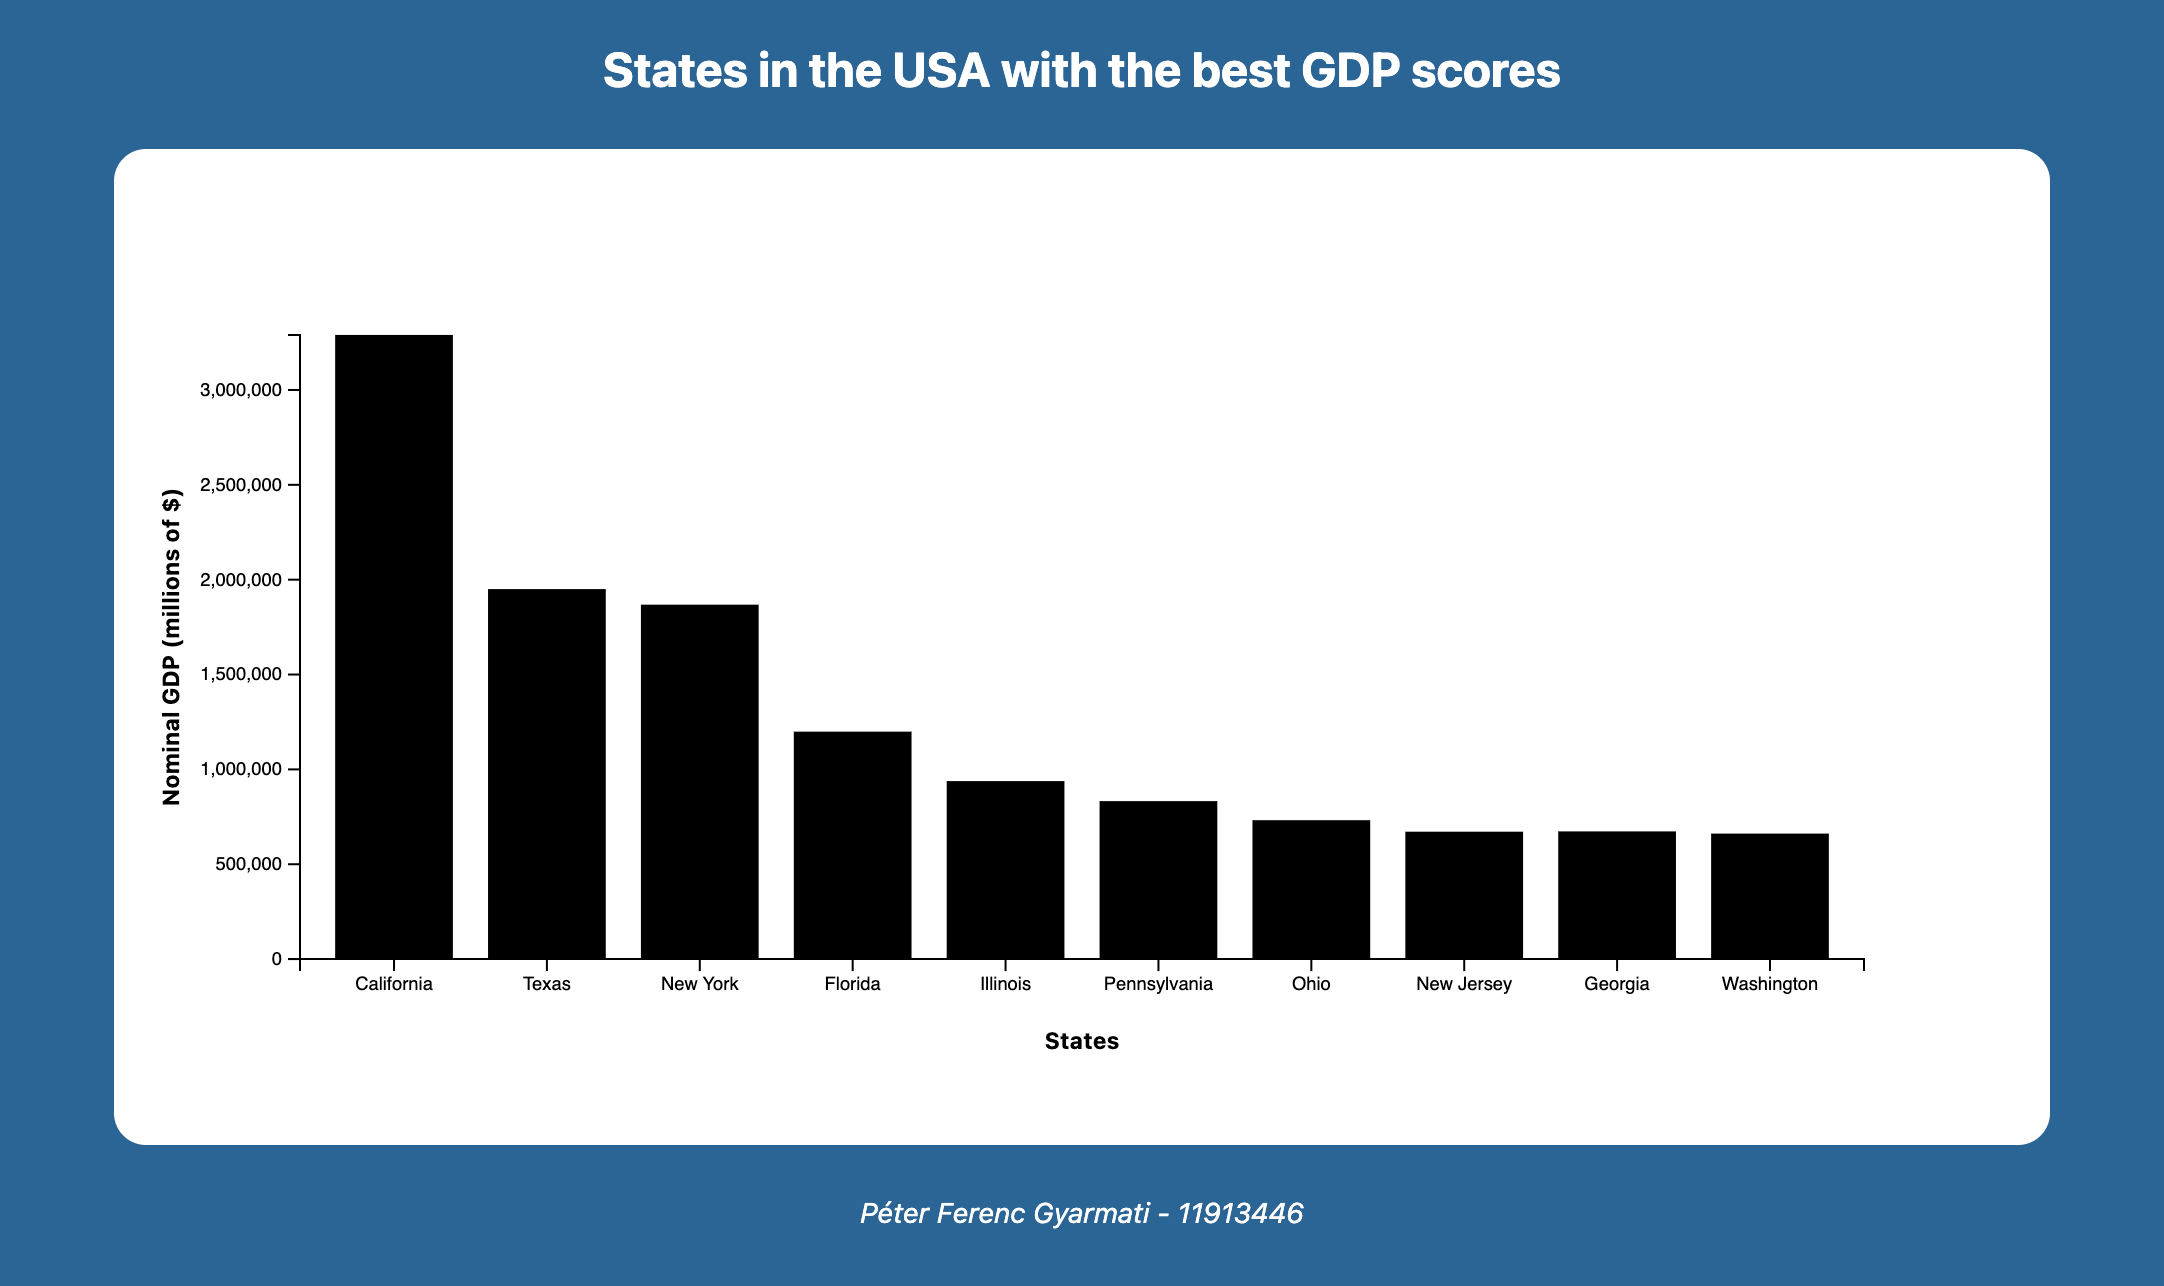 States in the USA with the best GDP scores
Nominal GDP (millions of $)
3,000,000
2,500,000
2,000,000
1,500,000
1,000,000
500,000
0
California Texas New York Florida Illinois Pennsylvania Ohio New Jersey Georgia Washington
States
Péter Ferenc Gyarmati - 11913446